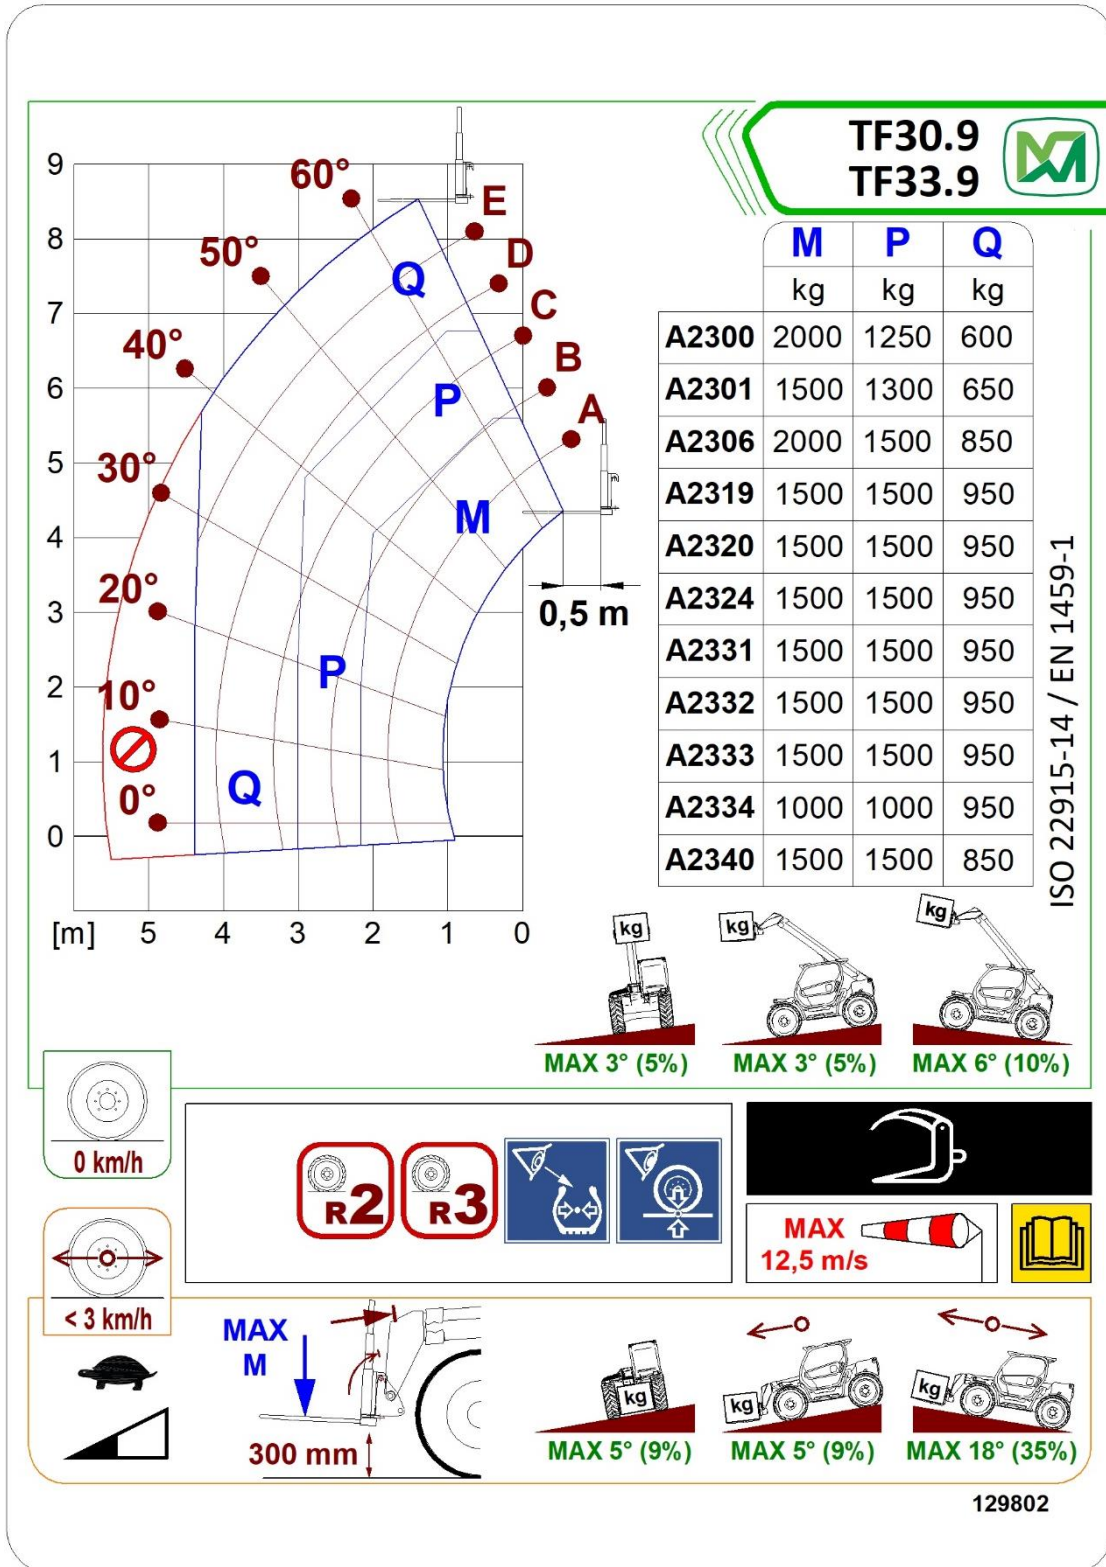 TF30.9
TF33.9
9
8
7
6
5
4
3
2
1
0
[m] 5 4 3 2 1 0
60°
50°
40°
30°
20°
10°
0°
E
D
C
B
A
Q
P
M
P
Q
0,5 m
M P Q
kg kg kg
A2300 2000 1250 600
A2301 1500 1300 650
A2306 2000 1500 850
A2319 1500 1500 950
A2320 1500 1500 950
A2324 1500 1500 950
A2331 1500 1500 950
A2332 1500 1500 950
A2333 1500 1500 950
A2334 1000 1000 950
A2340 1500 1500 850
ISO 22915-14 / EN 1459-1
kg kg kg
MAX 3° (5%) MAX 3° (5%) MAX 6° (10%)
0 km/h
R2 R3
MAX
12,5 m/s
< 3 km/h
MAX
M
300 mm
kg kg kg
MAX 5° (9%) MAX 5° (9%) MAX 18° (35%)
129802